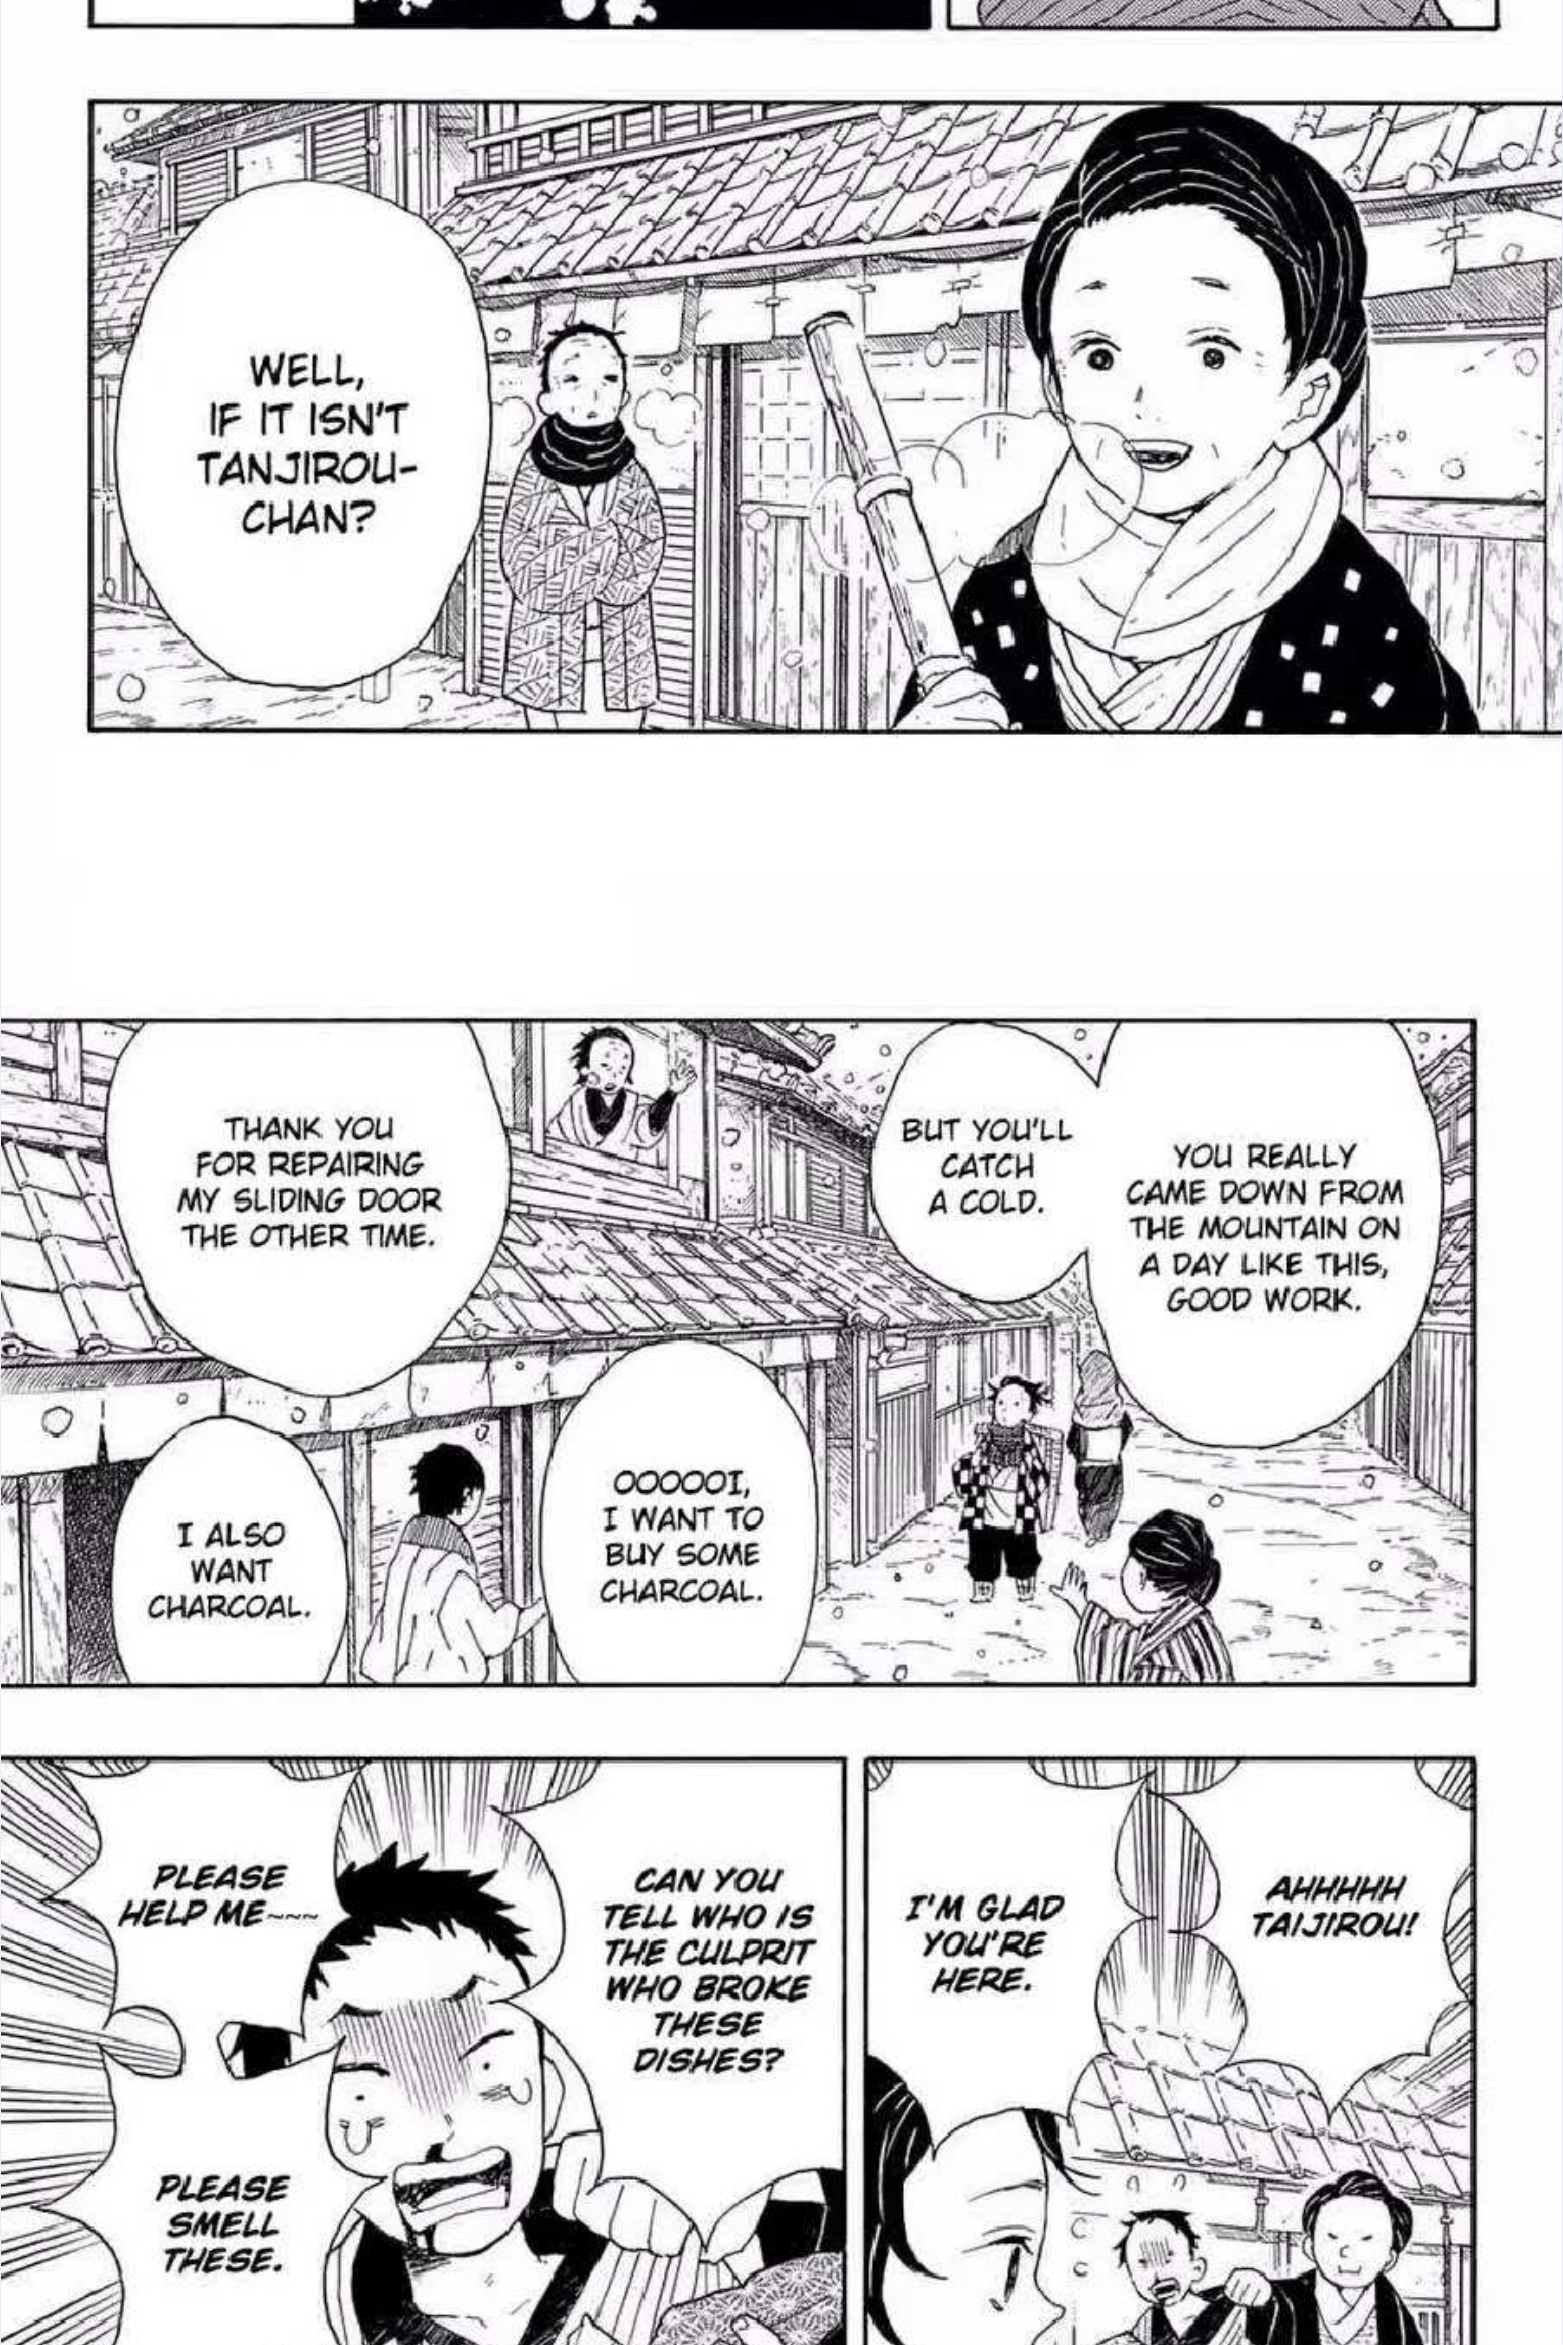 WELL,
IF IT ISN'T
TANJIROU-
CHAN?
YOU REALLY
CAME DOWN FROM
THE MOUNTAIN ON
A DAY LIKE THIS,
GOOD WORK.
BUT YOU'LL
CATCH
A COLD.
THANK YOU
FOR REPAIRING
MY SLIDING DOOR
THE OTHER TIME.
OOOOOI,
I WANT TO
BUY SOME
CHARCOAL.
I ALSO
WANT
CHARCOAL.
AHHHHH
TAIJIROU!
I'M GLAD
YOU'RE
HERE.
CAN YOU
TELL WHO IS
THE CULPRIT
WHO BROKE
THESE
DISHES?
PLEASE
HELP ME~~~
PLEASE
SMELL
THESE.